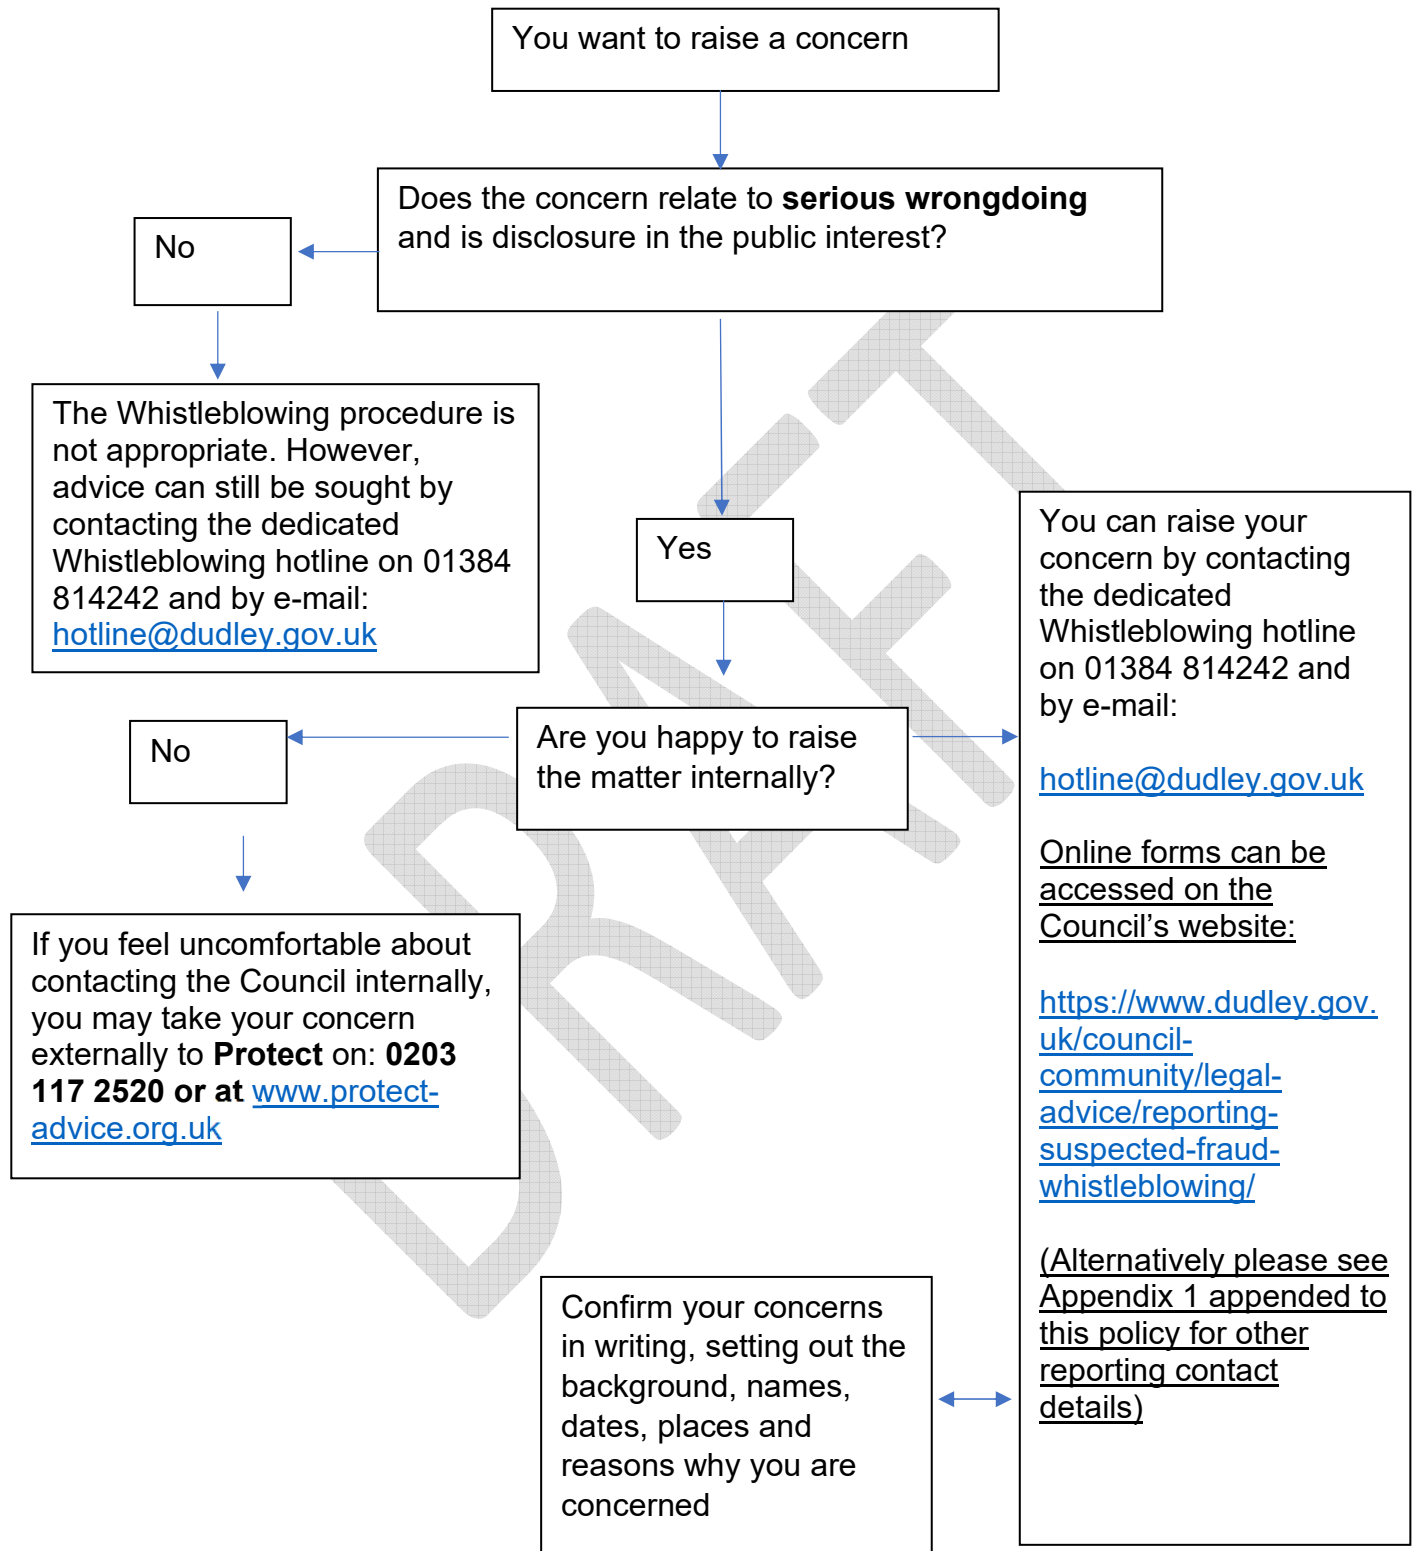 You want to raise a concern
Does the concern relate to serious wrongdoing
and is disclosure in the public interest?
No
The Whistleblowing procedure is
not appropriate. However,
advice can still be sought by
contacting the dedicated
Whistleblowing hotline on 01384
814242 and by e-mail:
hotline@dudley.gov.uk
Yes
Are you happy to raise
the matter internally?
No
If you feel uncomfortable about
contacting the Council internally,
you may take your concern
externally to Protect on: 0203
117 2520 or at www.protect-
advice.org.uk
You can raise your
concern by contacting
the dedicated
Whistleblowing hotline
on 01384 814242 and
by e-mail:
hotline@dudley.gov.uk
Online forms can be
accessed on the
Council’s website:
https://www.dudley.gov.
uk/council-
community/legal-
advice/reporting-
suspected-fraud-
whistleblowing/
(Alternatively please see
Appendix 1 appended to
this policy for other
reporting contact
details)
Confirm your concerns
in writing, setting out the
background, names,
dates, places and
reasons why you are
concerned
DRAFT